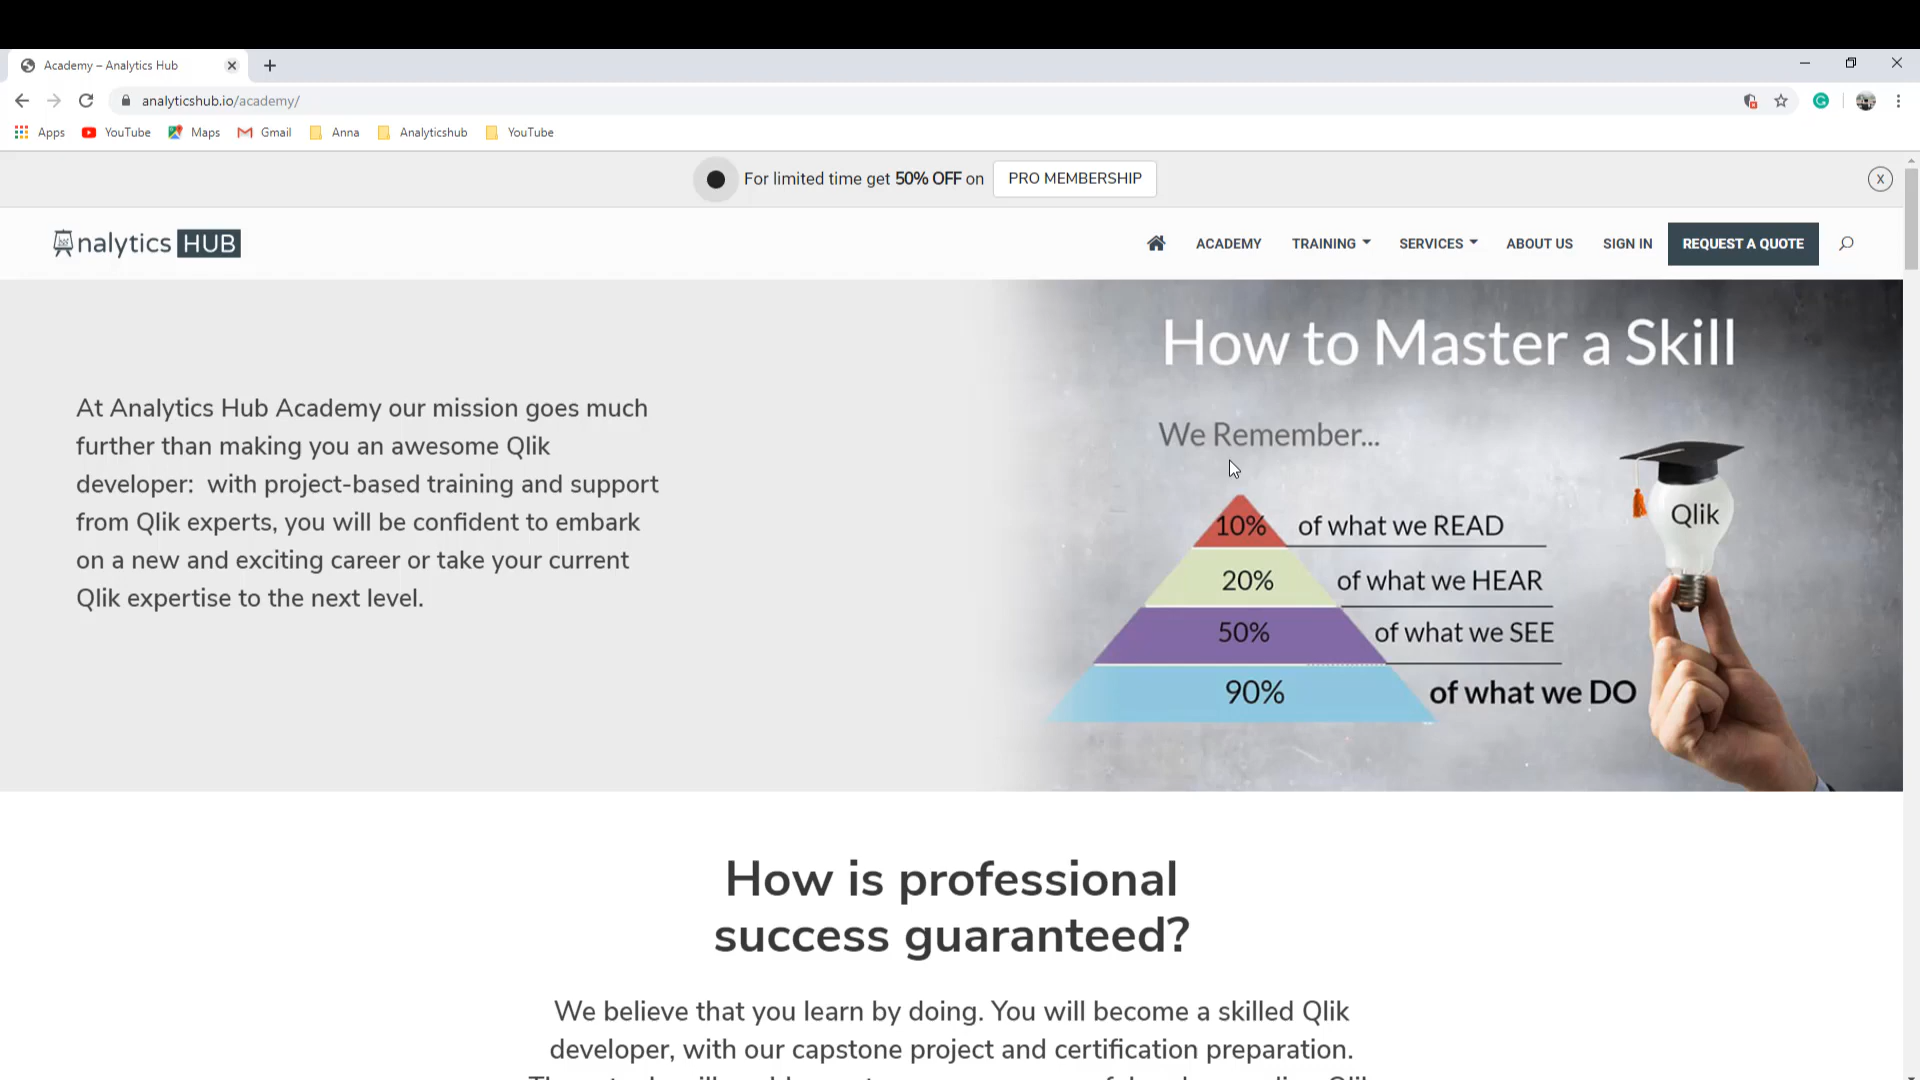 Academy – Analytics Hub
analyticshub.io/academy/
Apps YouTube Maps Gmail Anna Analyticshub YouTube
For limited time get 50% OFF on PRO MEMBERSHIP X
nalytics HUB
ACADEMY TRAINING SERVICES ABOUT US SIGN IN REQUEST A QUOTE
At Analytics Hub Academy our mission goes much
further than making you an awesome Qlik
developer: with project-based training and support
from Qlik experts, you will be confident to embark
on a new and exciting career or take your current
Qlik expertise to the next level.
How to Master a Skill
We Remember...
10% of what we READ
20% of what we HEAR
50% of what we SEE
90% of what we DO
Qlik
How is professional
success guaranteed?
We believe that you learn by doing. You will become a skilled Qlik
developer, with our capstone project and certification preparation.